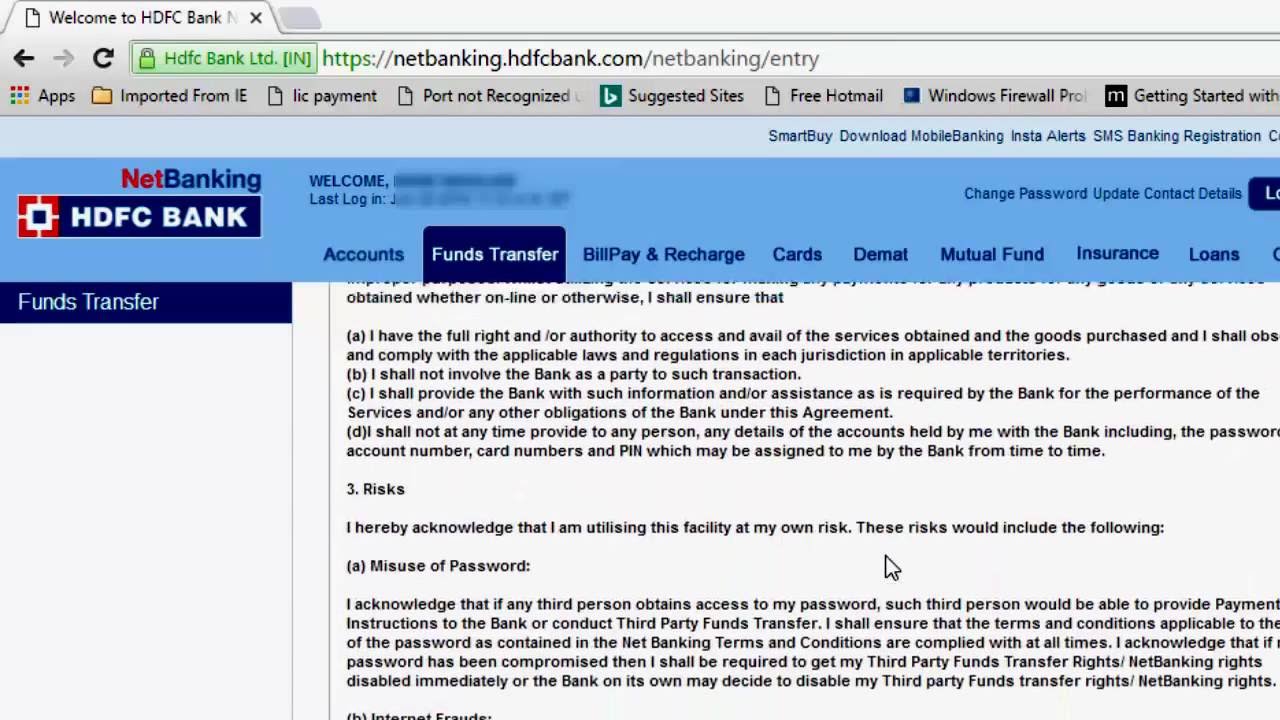 Welcome to HDFC Bank
Hdfc Bank Ltd. [IN] https://netbanking.hdfcbank.com/netbanking/entry
Apps Imported From IE lic payment Port not Recognized Suggested Sites Free Hotmail Windows Firewall Getting Started with
SmartBuy Download MobileBanking Insta Alerts SMS Banking Registration
NetBanking
HDFC BANK
WELCOME,
Last Log in:
Change Password Update Contact Details
Accounts Funds Transfer BillPay & Recharge Cards Demat Mutual Fund Insurance Loans
Funds Transfer
obtained whether on-line or otherwise, I shall ensure that
(a) I have the full right and /or authority to access and avail of the services obtained and the goods purchased and I shall
and comply with the applicable laws and regulations in each jurisdiction in applicable territories.
(b) I shall not involve the Bank as a party to such transaction.
(c) I shall provide the Bank with such information and/or assistance as is required by the Bank for the performance of the
Services and/or any other obligations of the Bank under this Agreement.
(d)I shall not at any time provide to any person, any details of the accounts held by me with the Bank including, the
account number, card numbers and PIN which may be assigned to me by the Bank from time to time.
3. Risks
I hereby acknowledge that I am utilising this facility at my own risk. These risks would include the following:
(a) Misuse of Password:
I acknowledge that if any third person obtains access to my password, such third person would be able to provide Payment
Instructions to the Bank or conduct Third Party Funds Transfer. I shall ensure that the terms and conditions applicable to the
of the password as contained in the Net Banking Terms and Conditions are complied with at all times. I acknowledge that if
password has been compromised then I shall be required to get my Third Party Funds Transfer Rights/ NetBanking rights
disabled immediately or the Bank on its own may decide to disable my Third party Funds transfer rights/ NetBanking rights.
(b) Internet Frauds: